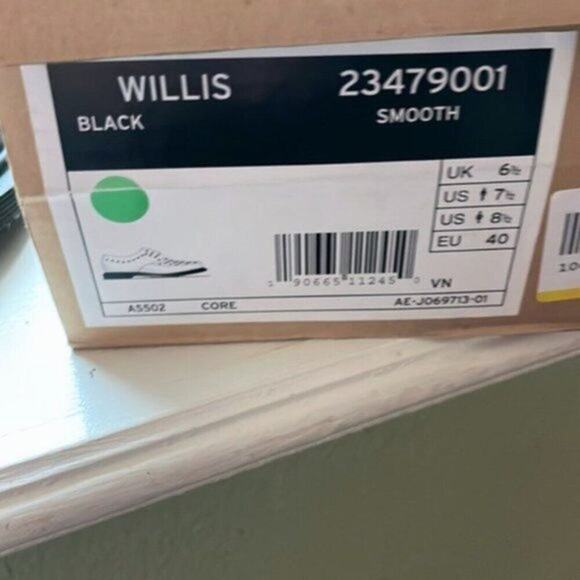 WILLIS 23479001
BLACK SMOOTH
UK 6½
US 7½
US 8½
EU 40
1 90665 11245 0 VN
A5502 CORE AE-J069713-01